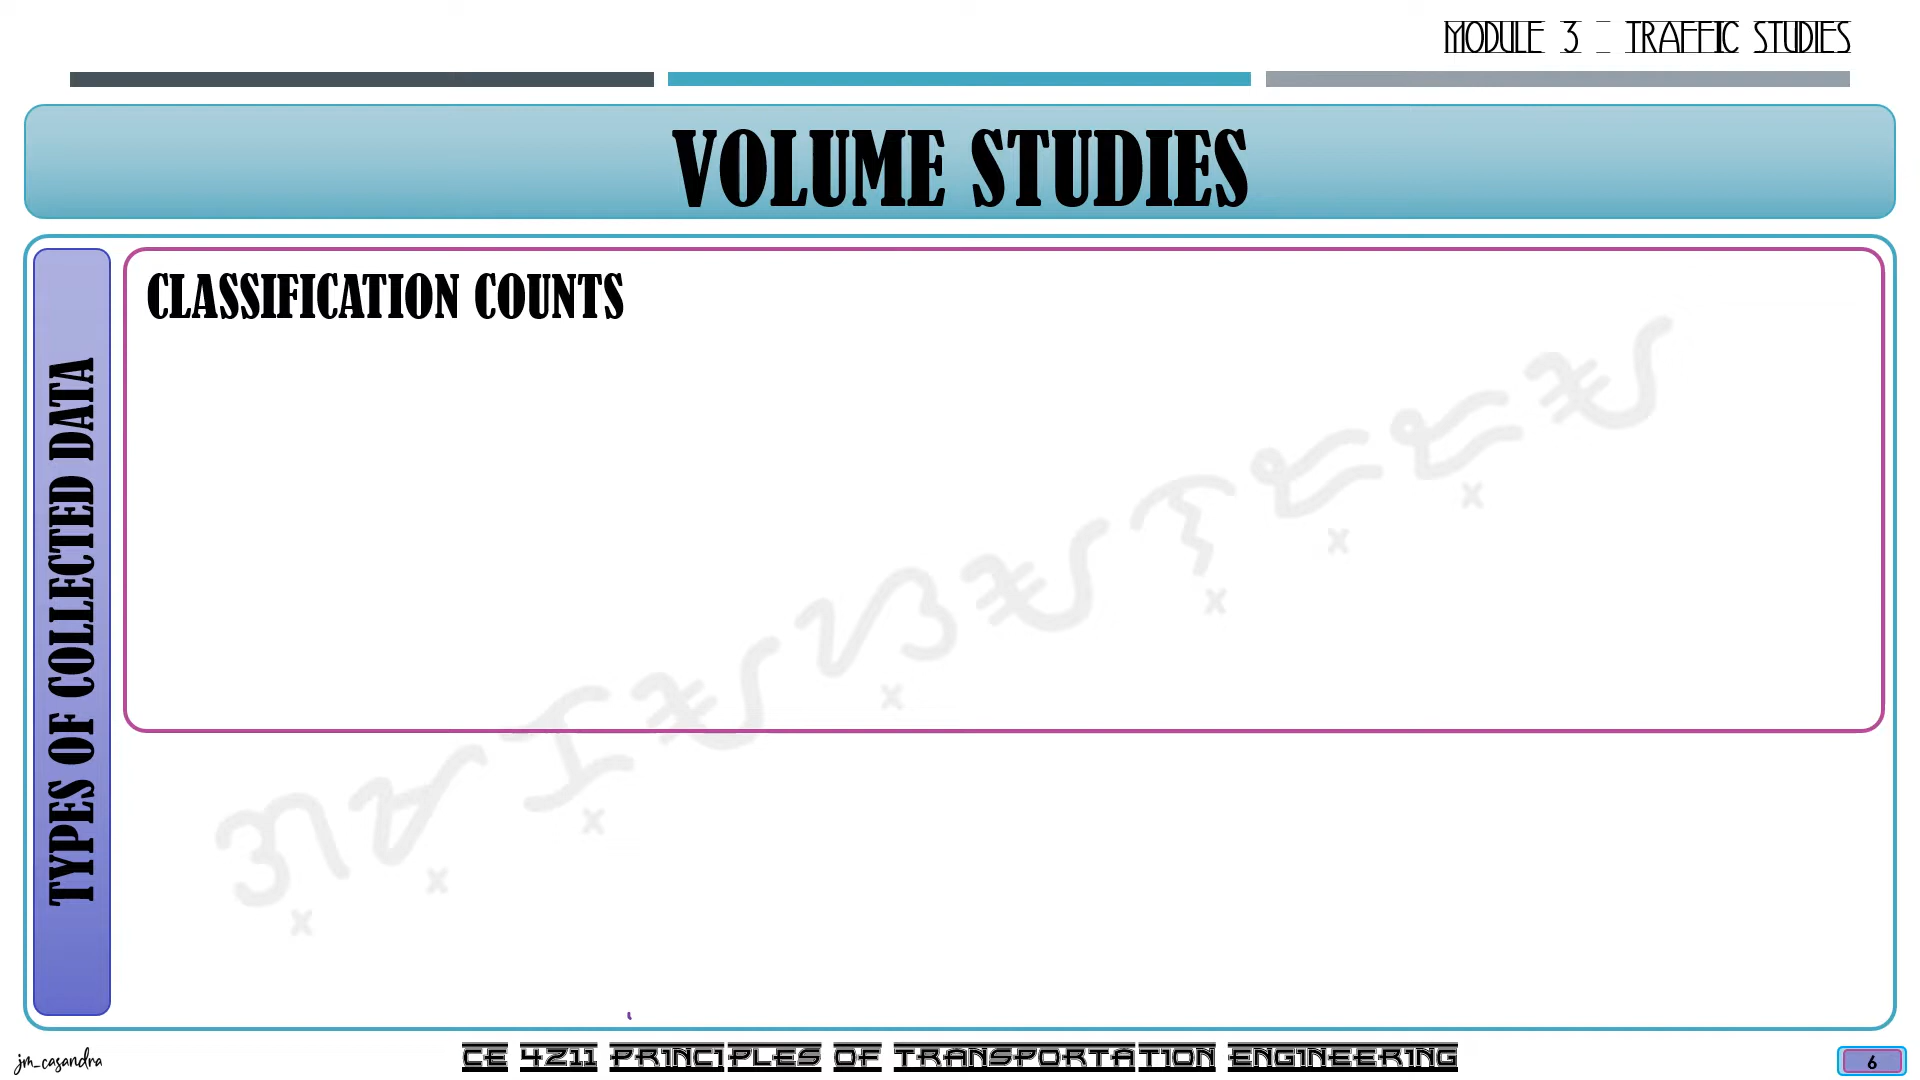 MODULE 3 - TRAFFIC STUDIES
VOLUME STUDIES
TYPES OF COLLECTED DATA
CLASSIFICATION COUNTS
jm_casandra
CE 4211 PRINCIPLES OF TRANSPORTATION ENGINEERING
6